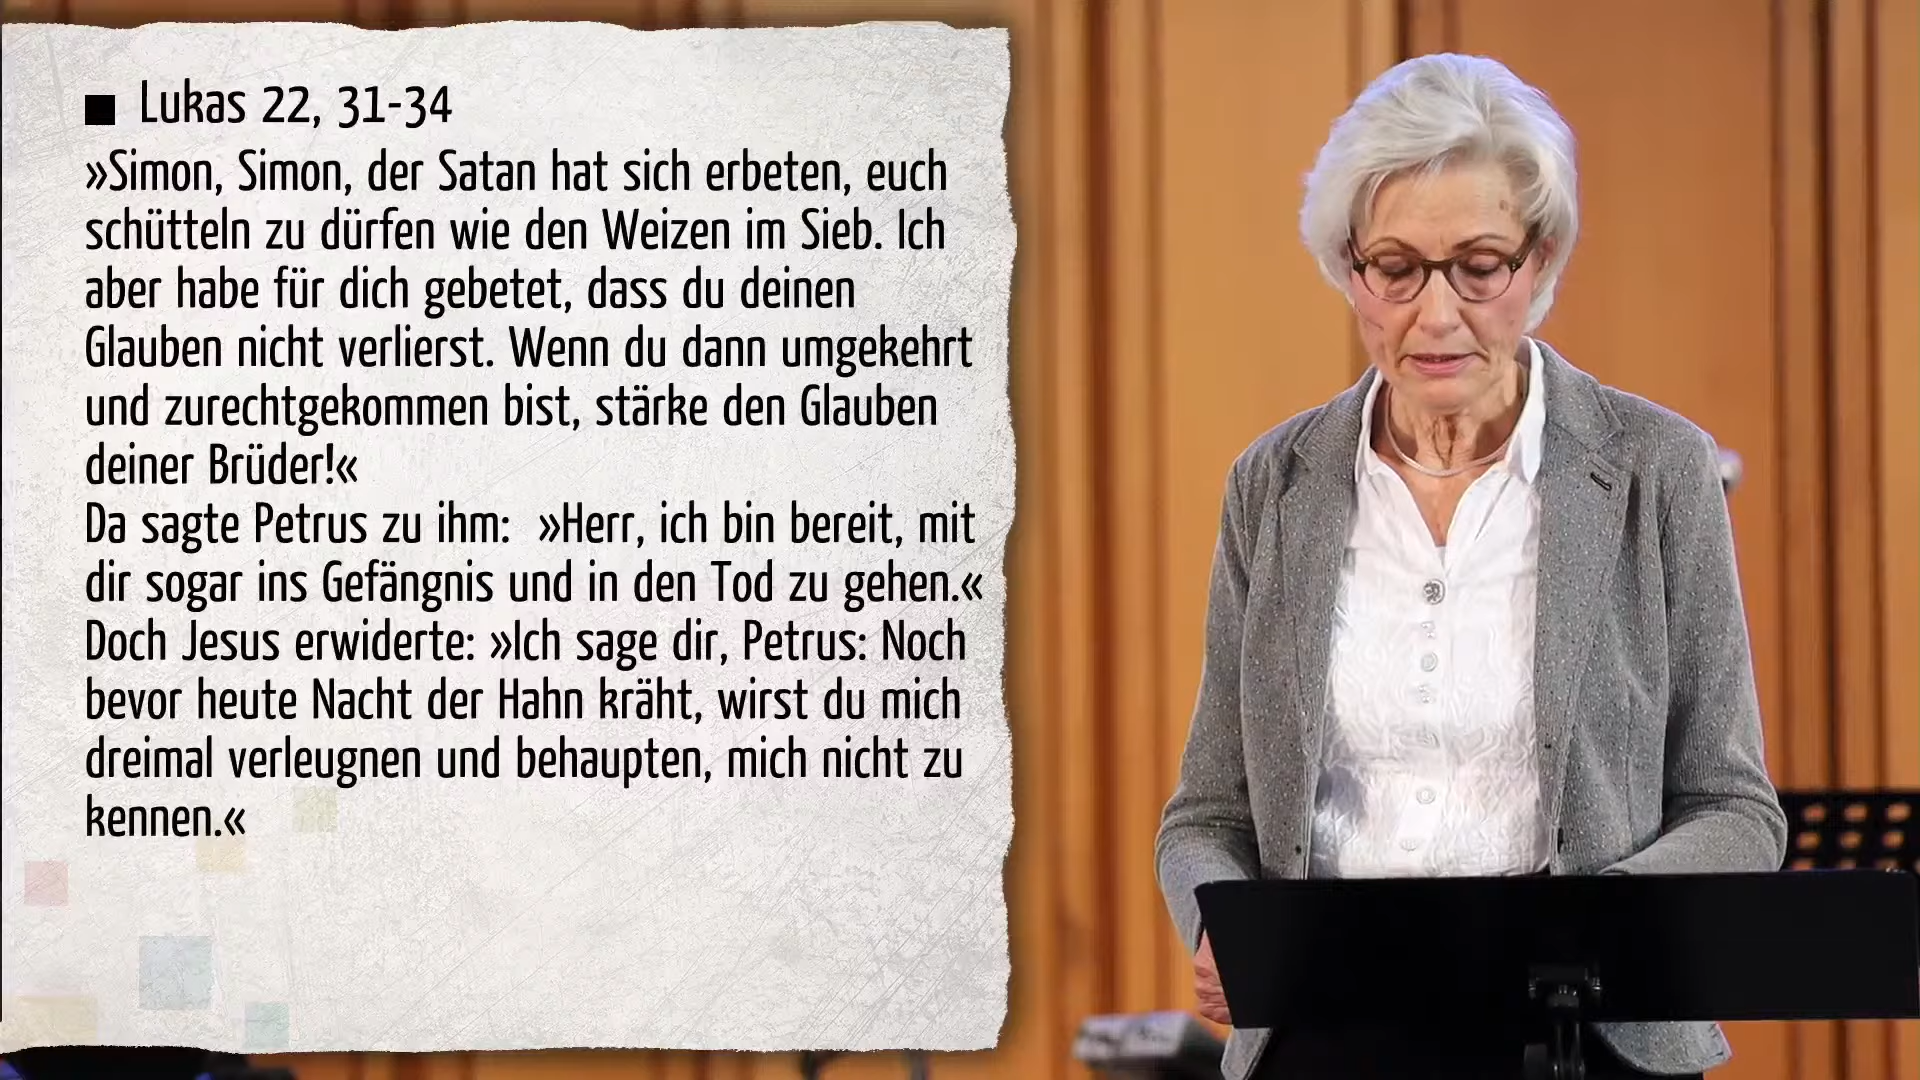 Lukas 22, 31-34
»Simon, Simon, der Satan hat sich erbeten, euch
schütteln zu dürfen wie den Weizen im Sieb. Ich
aber habe für dich gebetet, dass du deinen
Glauben nicht verlierst. Wenn du dann umgekehrt
und zurechtgekommen bist, stärke den Glauben
deiner Brüder!«
Da sagte Petrus zu ihm:  »Herr, ich bin bereit, mit
dir sogar ins Gefängnis und in den Tod zu gehen.«
Doch Jesus erwiderte: »Ich sage dir, Petrus: Noch
bevor heute Nacht der Hahn kräht, wirst du mich
dreimal verleugnen und behaupten, mich nicht zu
kennen.«